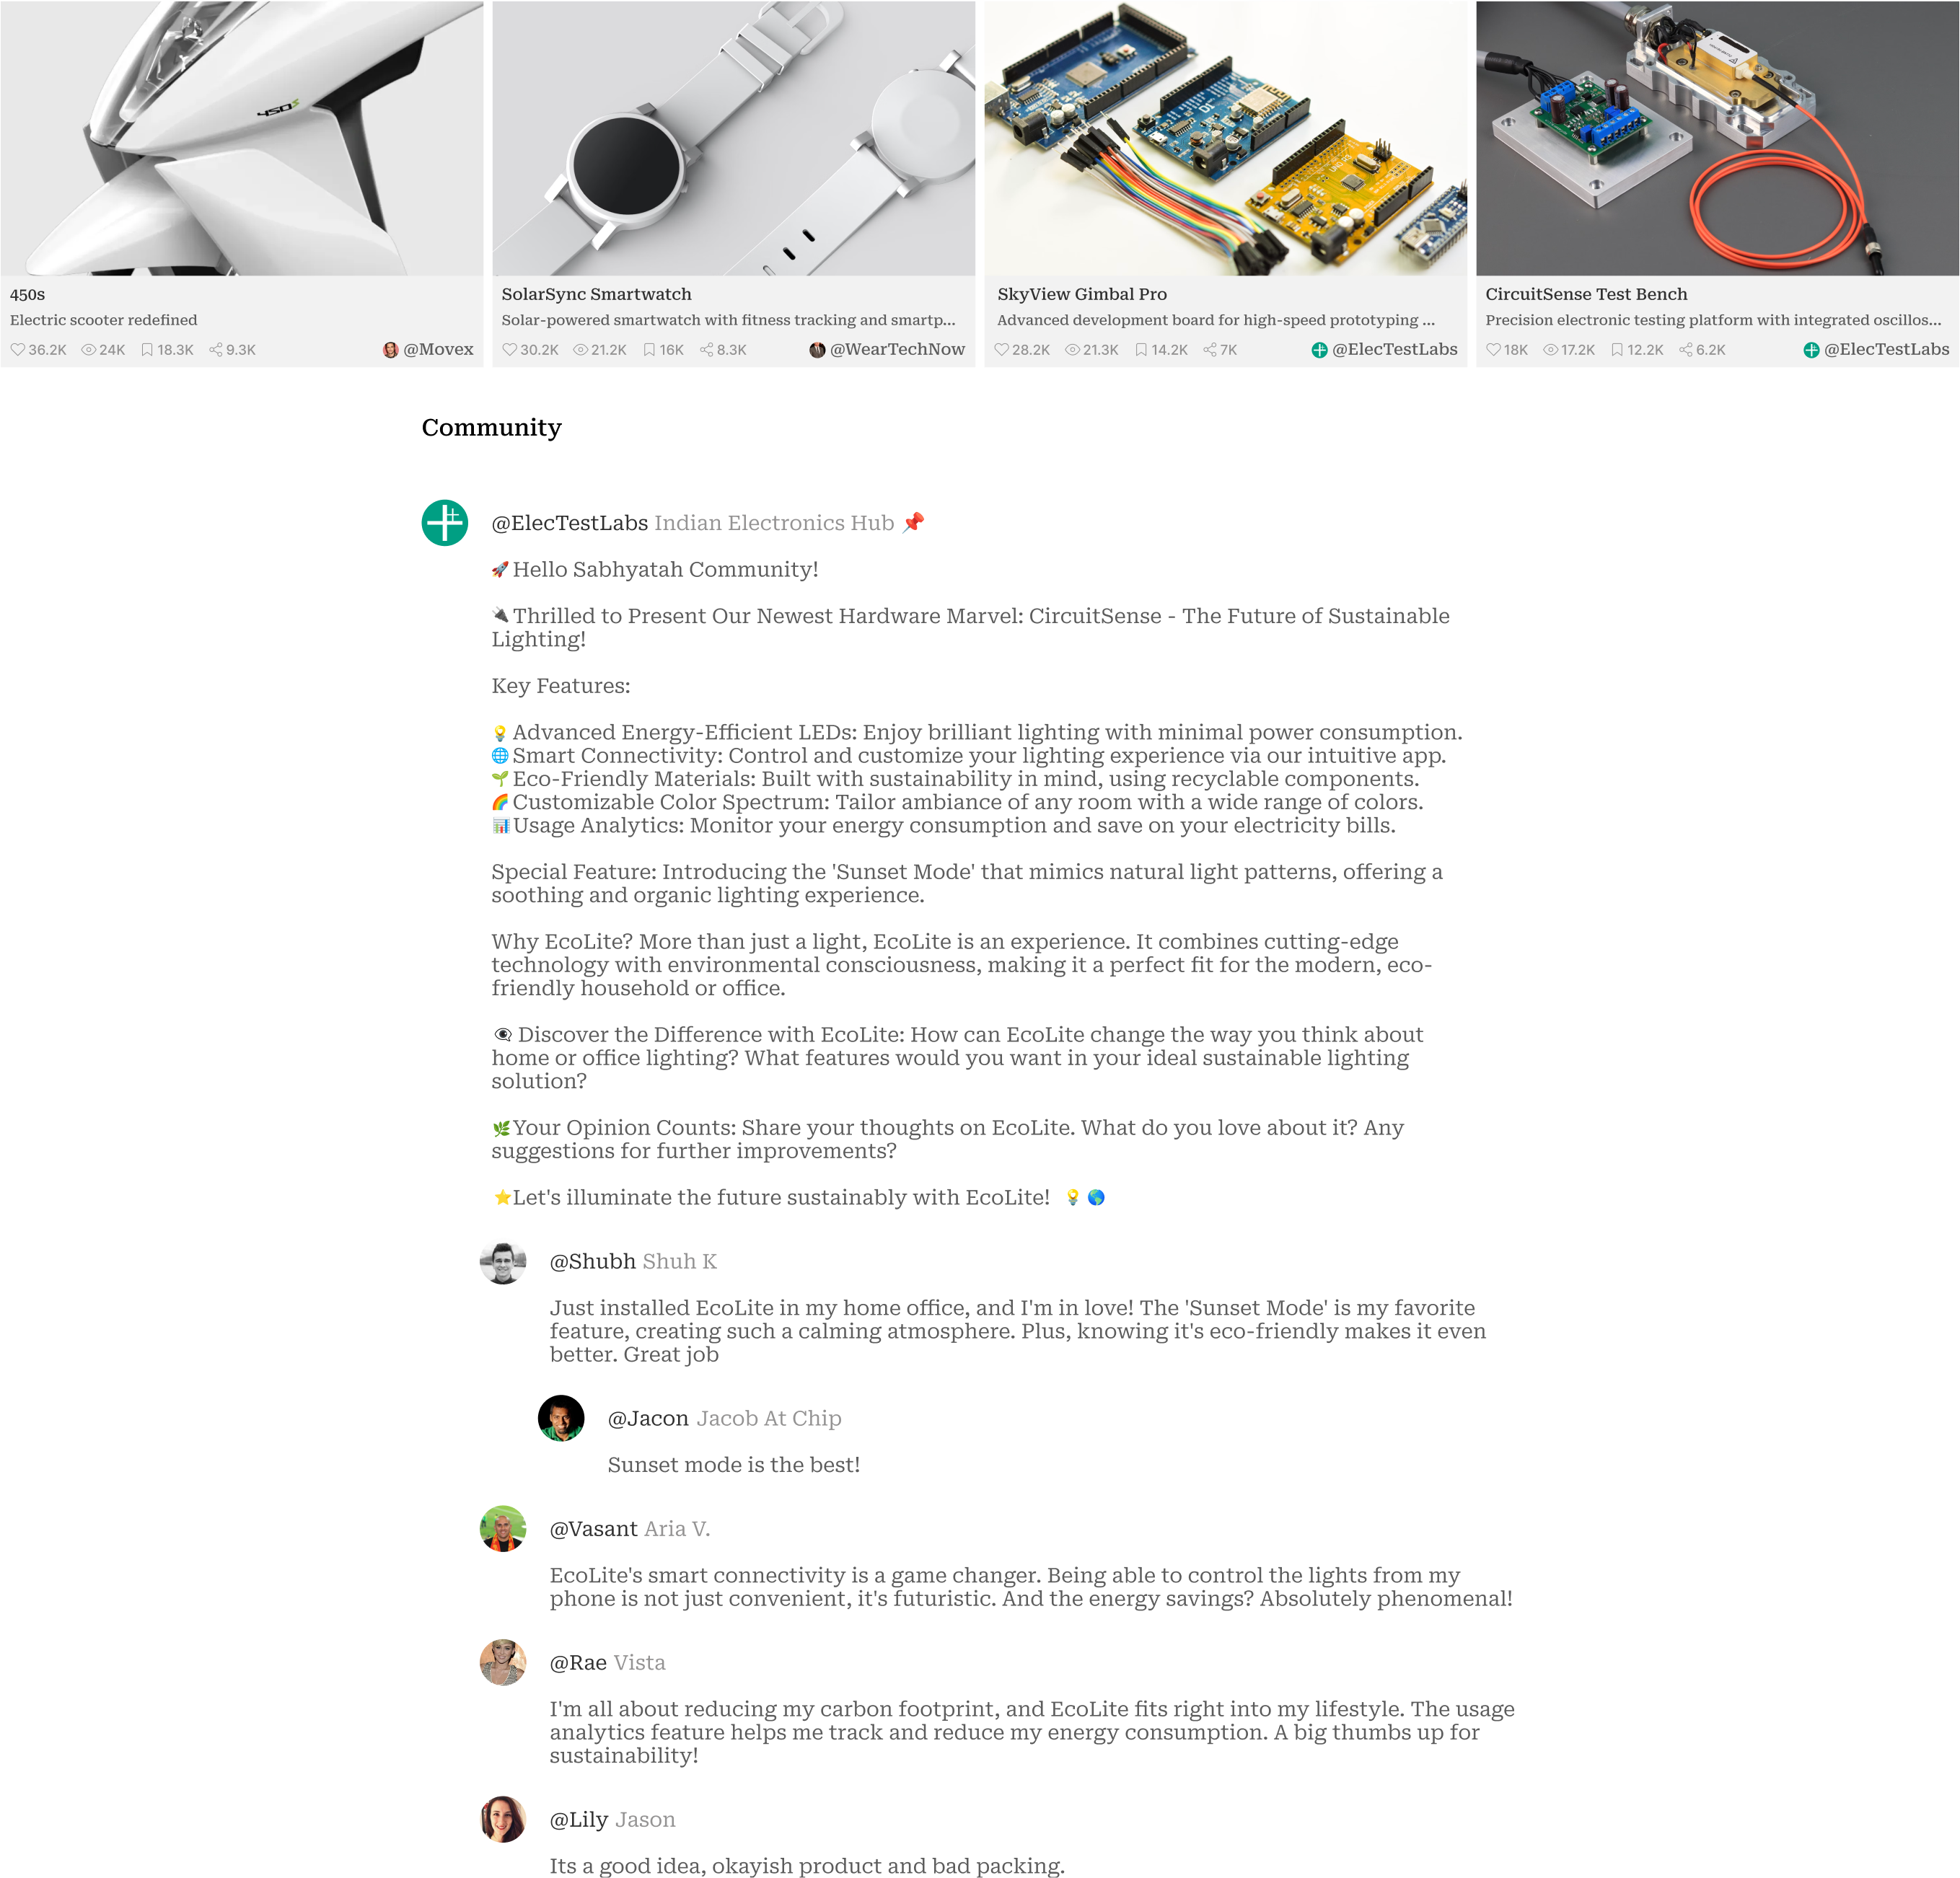 450S
450s
Electric scooter redefined
36.2K 24K 18.3K 9.3K @Movex
SolarSync Smartwatch
Solar-powered smartwatch with fitness tracking and smartp...
30.2K 21.2K 16K 8.3K @WearTechNow
SkyView Gimbal Pro
Advanced development board for high-speed prototyping ...
28.2K 21.3K 14.2K 7K @ElecTestLabs
CircuitSense Test Bench
Precision electronic testing platform with integrated oscillos...
18K 17.2K 12.2K 6.2K @ElecTestLabs
Community
@ElecTestLabs Indian Electronics Hub 📌
🚀 Hello Sabhyatah Community!
🔌 Thrilled to Present Our Newest Hardware Marvel: CircuitSense - The Future of Sustainable
Lighting!
Key Features:
💡 Advanced Energy-Efficient LEDs: Enjoy brilliant lighting with minimal power consumption.
🌐 Smart Connectivity: Control and customize your lighting experience via our intuitive app.
🌱 Eco-Friendly Materials: Built with sustainability in mind, using recyclable components.
🌈 Customizable Color Spectrum: Tailor ambiance of any room with a wide range of colors.
📊 Usage Analytics: Monitor your energy consumption and save on your electricity bills.
Special Feature: Introducing the 'Sunset Mode' that mimics natural light patterns, offering a
soothing and organic lighting experience.
Why EcoLite? More than just a light, EcoLite is an experience. It combines cutting-edge
technology with environmental consciousness, making it a perfect fit for the modern, eco-
friendly household or office.
👁️‍🗨️ Discover the Difference with EcoLite: How can EcoLite change the way you think about
home or office lighting? What features would you want in your ideal sustainable lighting
solution?
🌿 Your Opinion Counts: Share your thoughts on EcoLite. What do you love about it? Any
suggestions for further improvements?
⭐ Let's illuminate the future sustainably with EcoLite! 💡 🌎
@Shubh Shuh K
Just installed EcoLite in my home office, and I'm in love! The 'Sunset Mode' is my favorite
feature, creating such a calming atmosphere. Plus, knowing it's eco-friendly makes it even
better. Great job
@Jacon Jacob At Chip
Sunset mode is the best!
@Vasant Aria V.
EcoLite's smart connectivity is a game changer. Being able to control the lights from my
phone is not just convenient, it's futuristic. And the energy savings? Absolutely phenomenal!
@Rae Vista
I'm all about reducing my carbon footprint, and EcoLite fits right into my lifestyle. The usage
analytics feature helps me track and reduce my energy consumption. A big thumbs up for
sustainability!
@Lily Jason
Its a good idea, okayish product and bad packing.